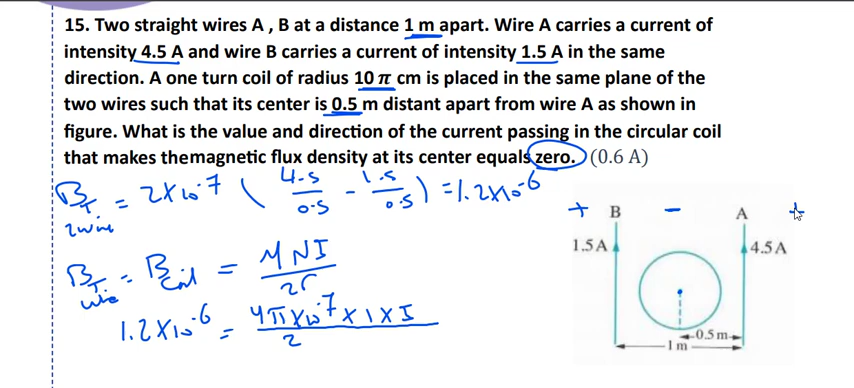 15. Two straight wires A , B at a distance 1 m apart. Wire A carries a current of
intensity 4.5 A and wire B carries a current of intensity 1.5 A in the same
direction. A one turn coil of radius 10 π cm is placed in the same plane of the
two wires such that its center is 0.5 m distant apart from wire A as shown in
figure. What is the value and direction of the current passing in the circular coil
that makes themagnetic flux density at its center equals zero. (0.6 A)
B_T = 2×10^-7 ( 4.5/0.5 - 1.5/0.5 ) = 1.2×10^-6
2 wire
B_T = B_coil = MNI/2r
wire
1.2×10^-6 = 4π×10^-7 × 1 × I / 2
+ B - A +
1.5 A 4.5 A
0.5 m
1 m